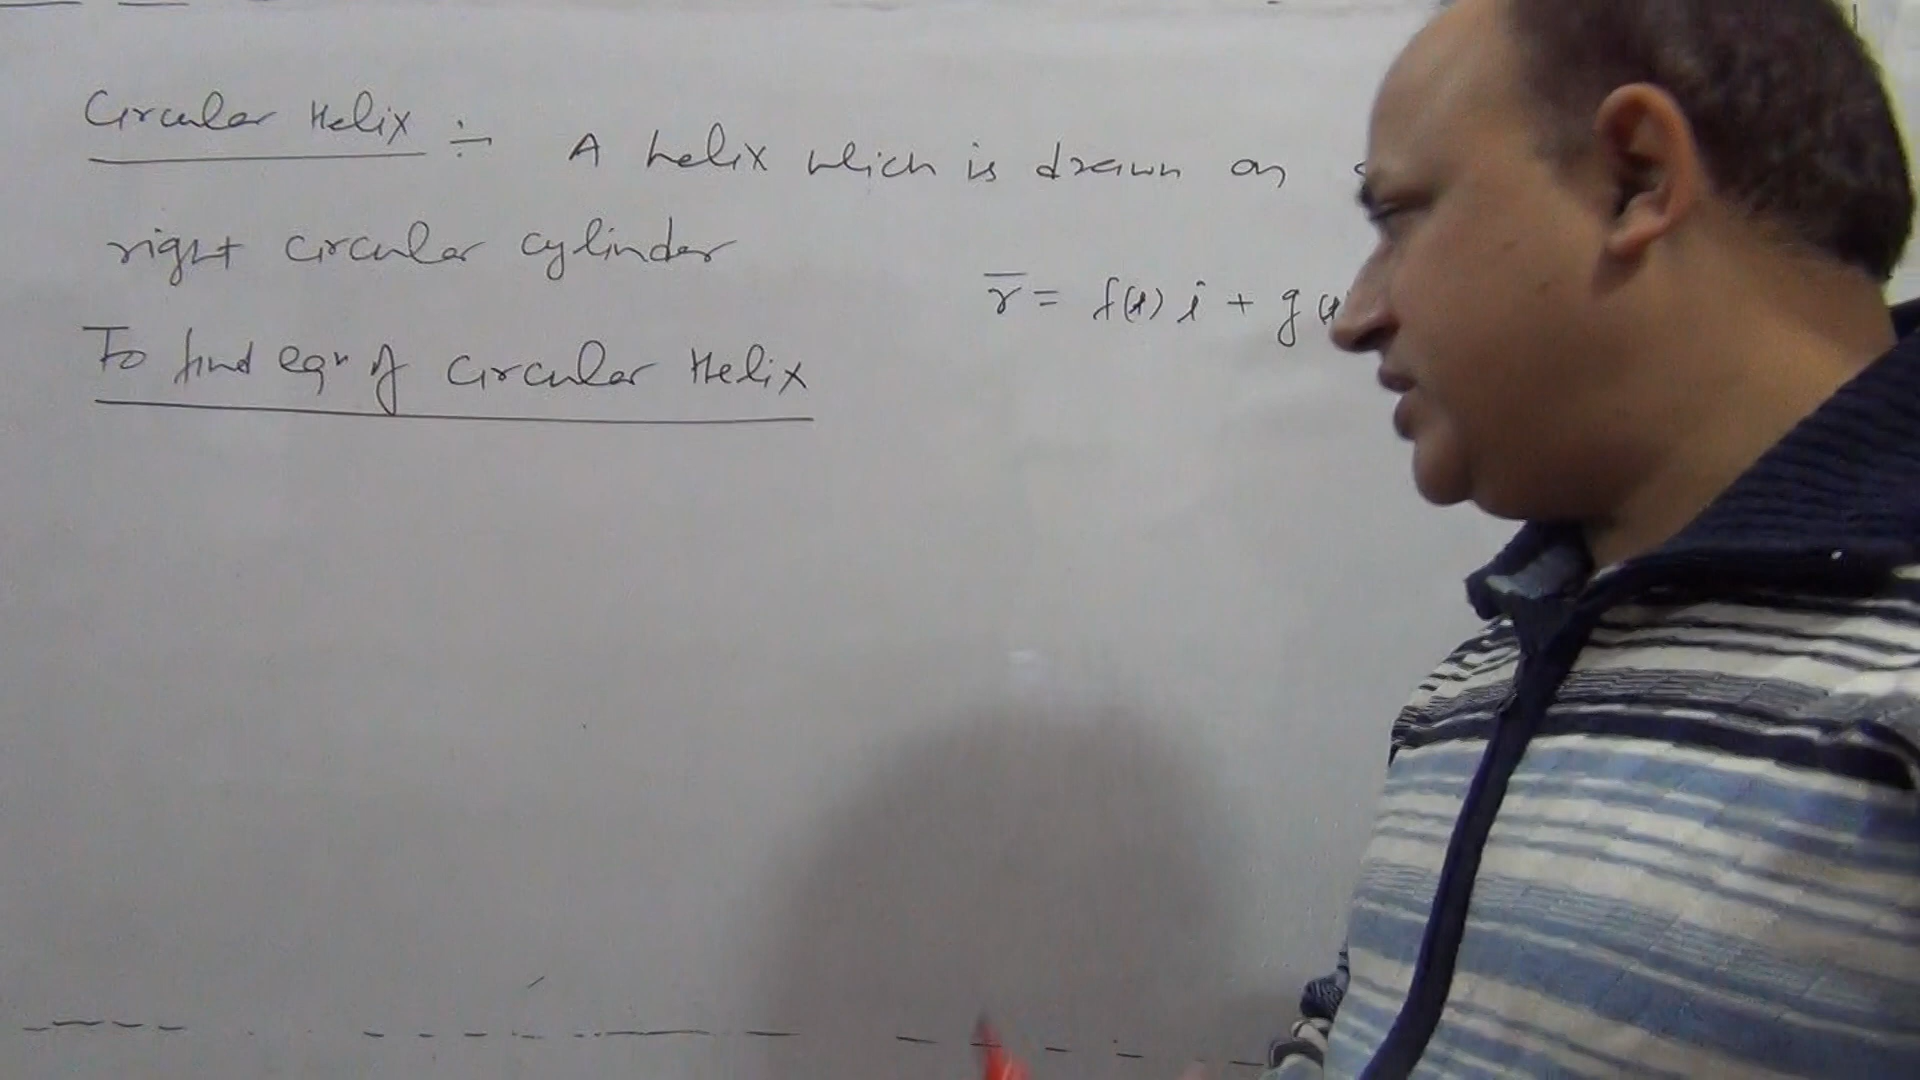 Circular Helix ÷ A helix which is drawn on
right circular cylinder
r̅ = f(t) i + g(t
To find eqn of Circular Helix